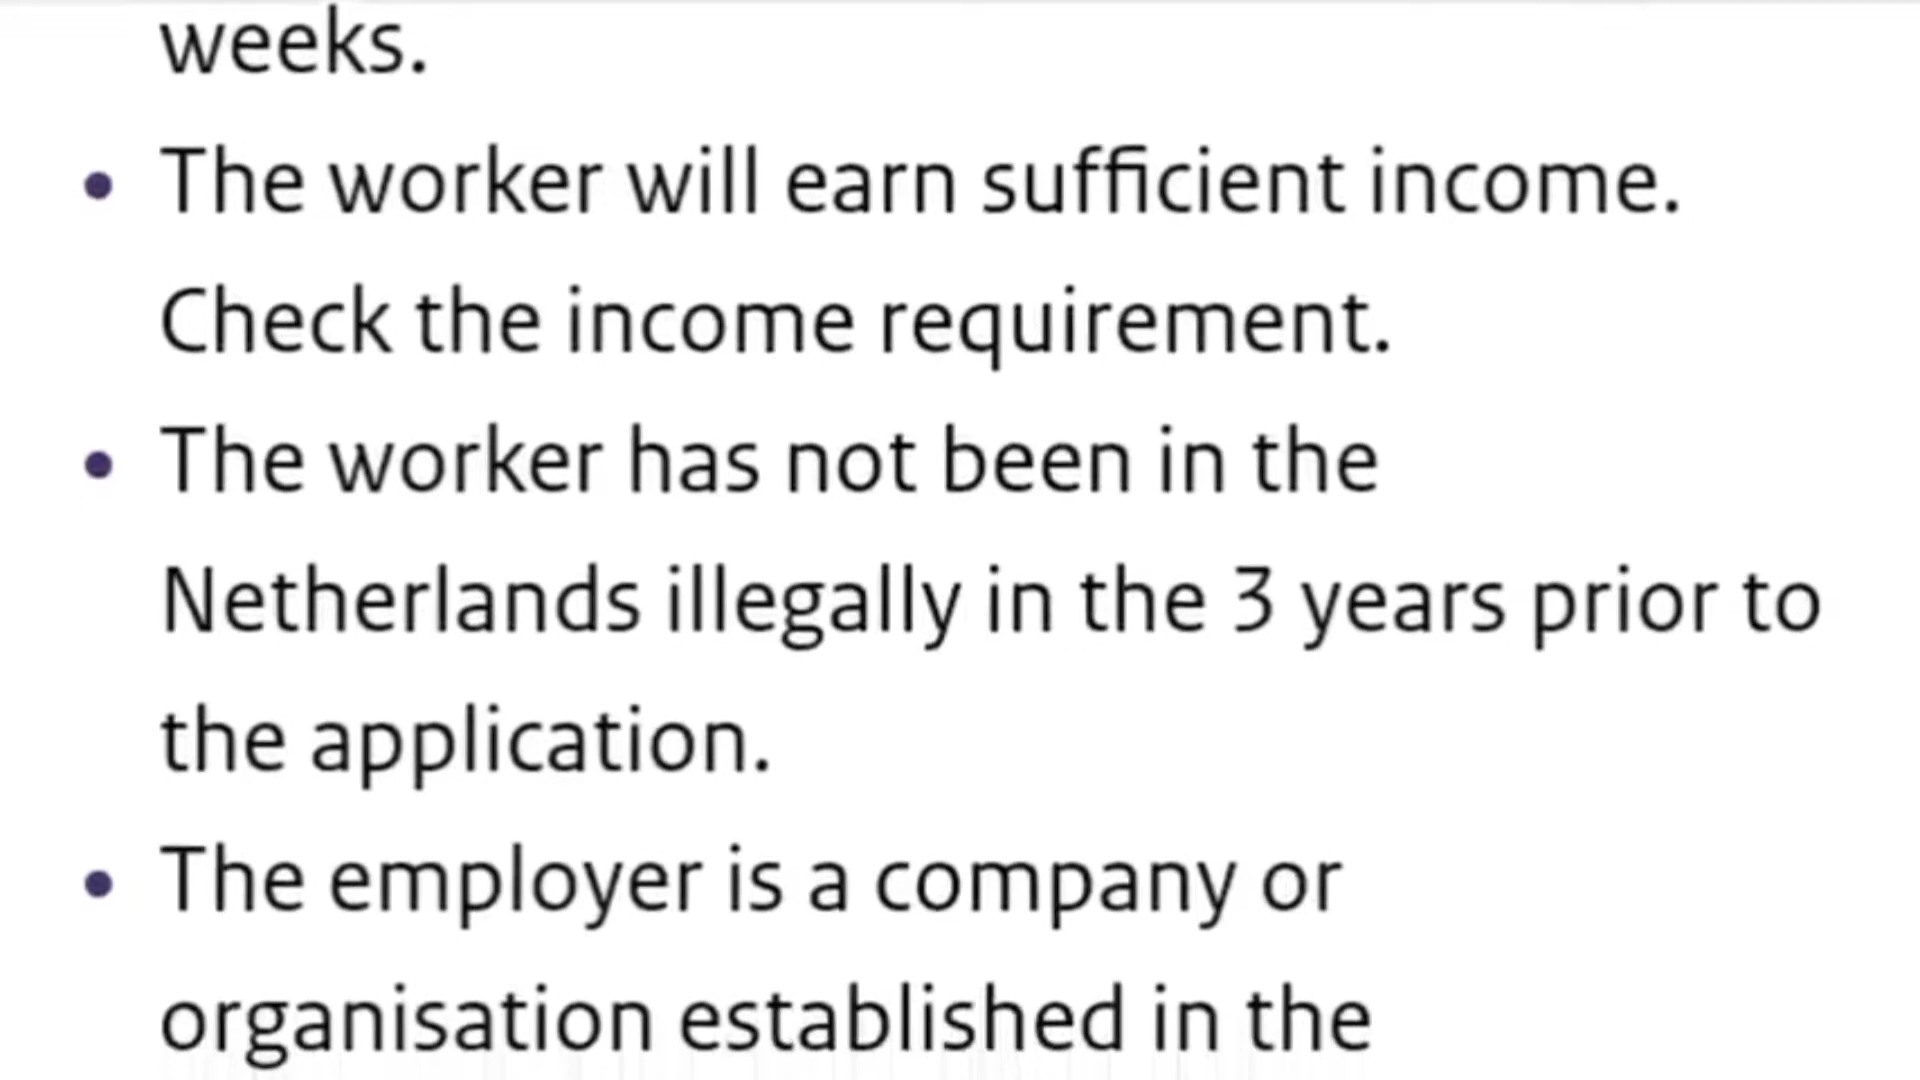 weeks.
• The worker will earn sufficient income.
Check the income requirement.
• The worker has not been in the
Netherlands illegally in the 3 years prior to
the application.
• The employer is a company or
organisation established in the